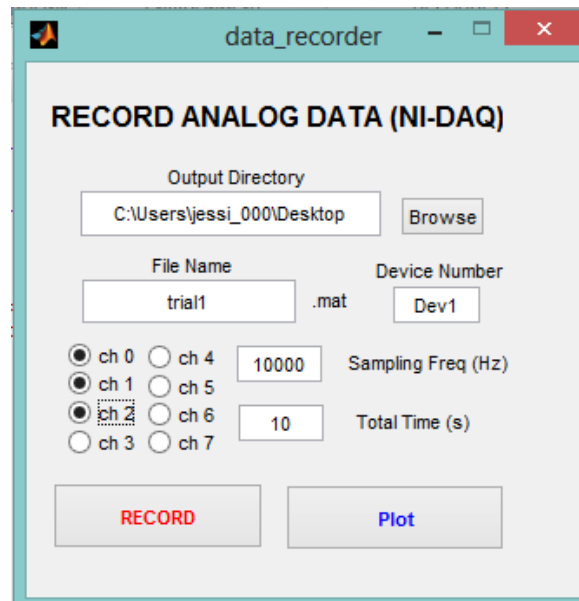 data_recorder
RECORD ANALOG DATA (NI-DAQ)
Output Directory
C:\Users\jessi_000\Desktop
Browse
File Name
Device Number
trial1
.mat
Dev1
ch 0
ch 4
10000
Sampling Freq (Hz)
ch 1
ch 5
ch 2
ch 6
10
Total Time (s)
ch 3
ch 7
RECORD
Plot